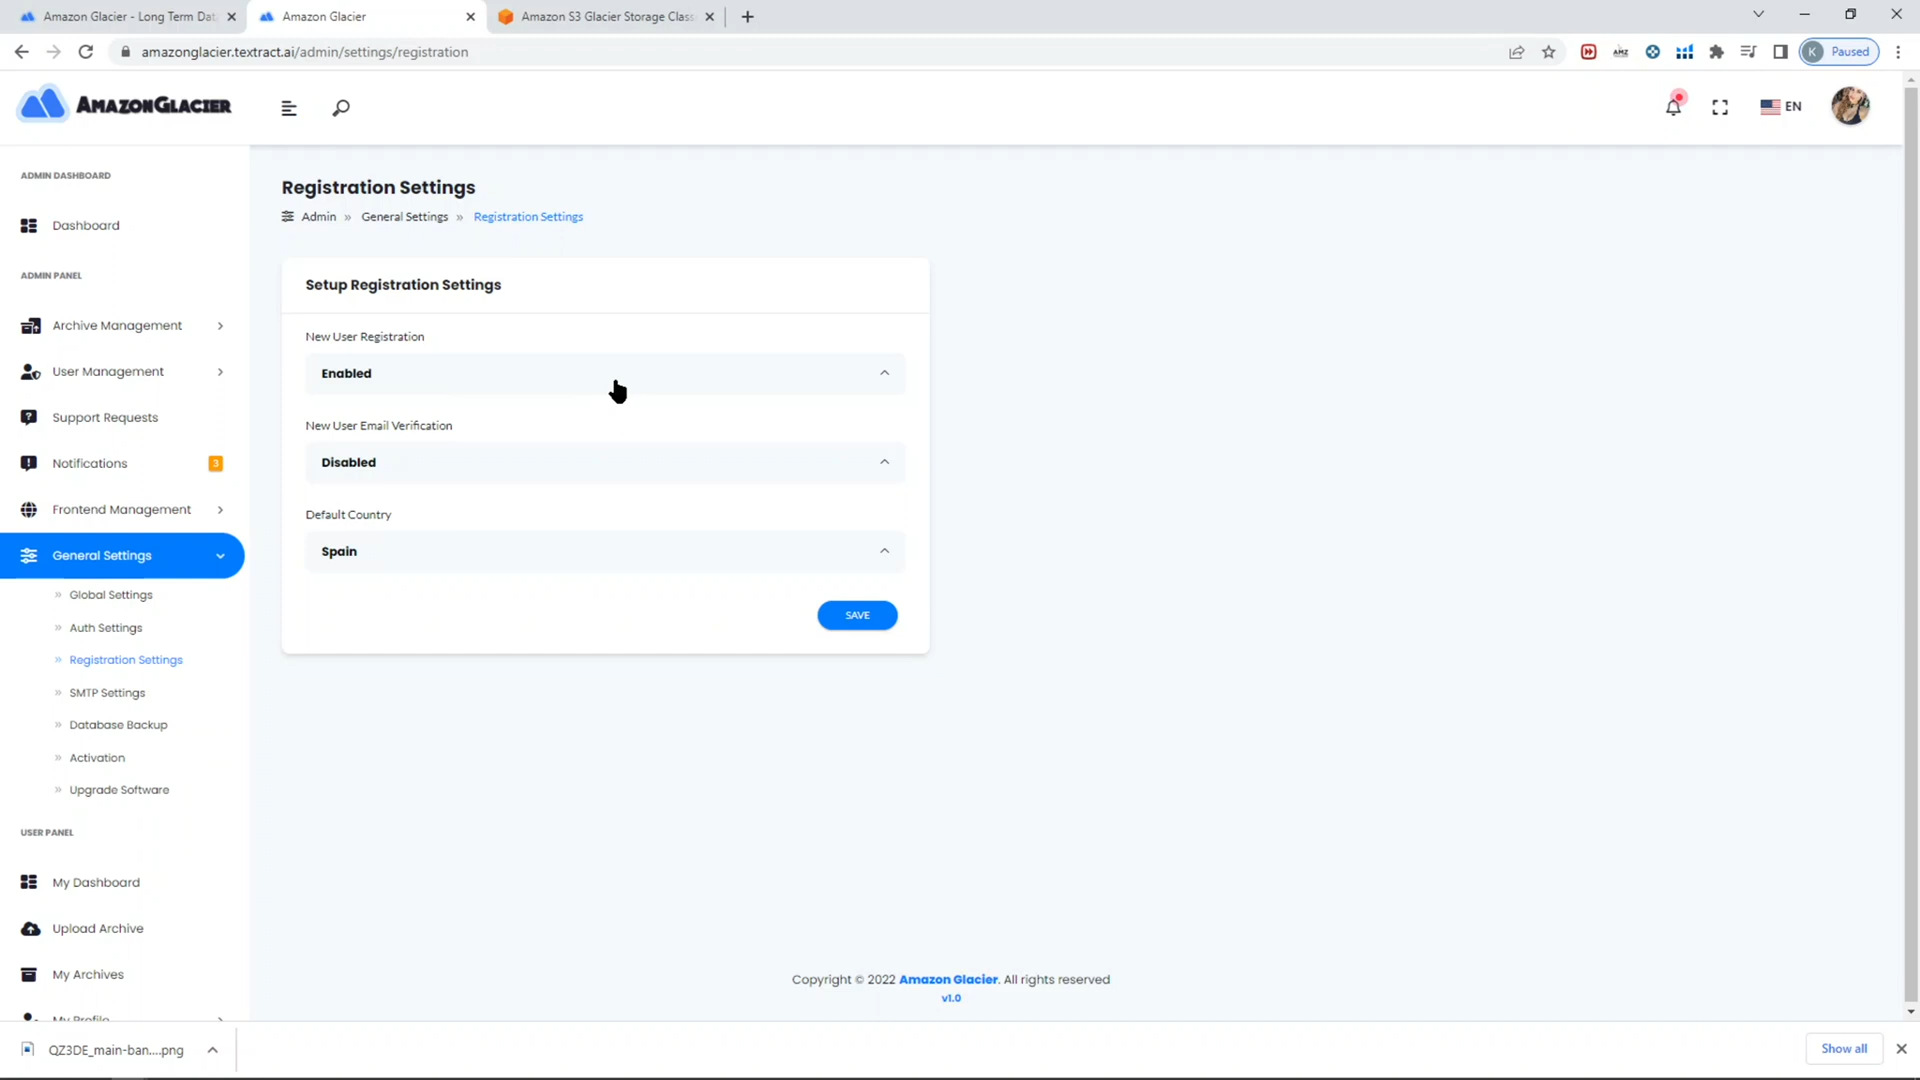 Amazon Glacier - Long Term Dat
Amazon Glacier
Amazon S3 Glacier Storage Class
amazonglacier.textract.ai/admin/settings/registration
AMZ
K Paused
AMAZONGLACIER
EN
ADMIN DASHBOARD
Dashboard
ADMIN PANEL
Archive Management
User Management
Support Requests
Notifications 3
Frontend Management
General Settings
» Global Settings
» Auth Settings
» Registration Settings
» SMTP Settings
» Database Backup
» Activation
» Upgrade Software
USER PANEL
My Dashboard
Upload Archive
My Archives
My Profile
Registration Settings
Admin » General Settings » Registration Settings
Setup Registration Settings
New User Registration
Enabled
New User Email Verification
Disabled
Default Country
Spain
SAVE
Copyright © 2022 Amazon Glacier. All rights reserved
v1.0
QZ3DE_main-ban....png
Show all